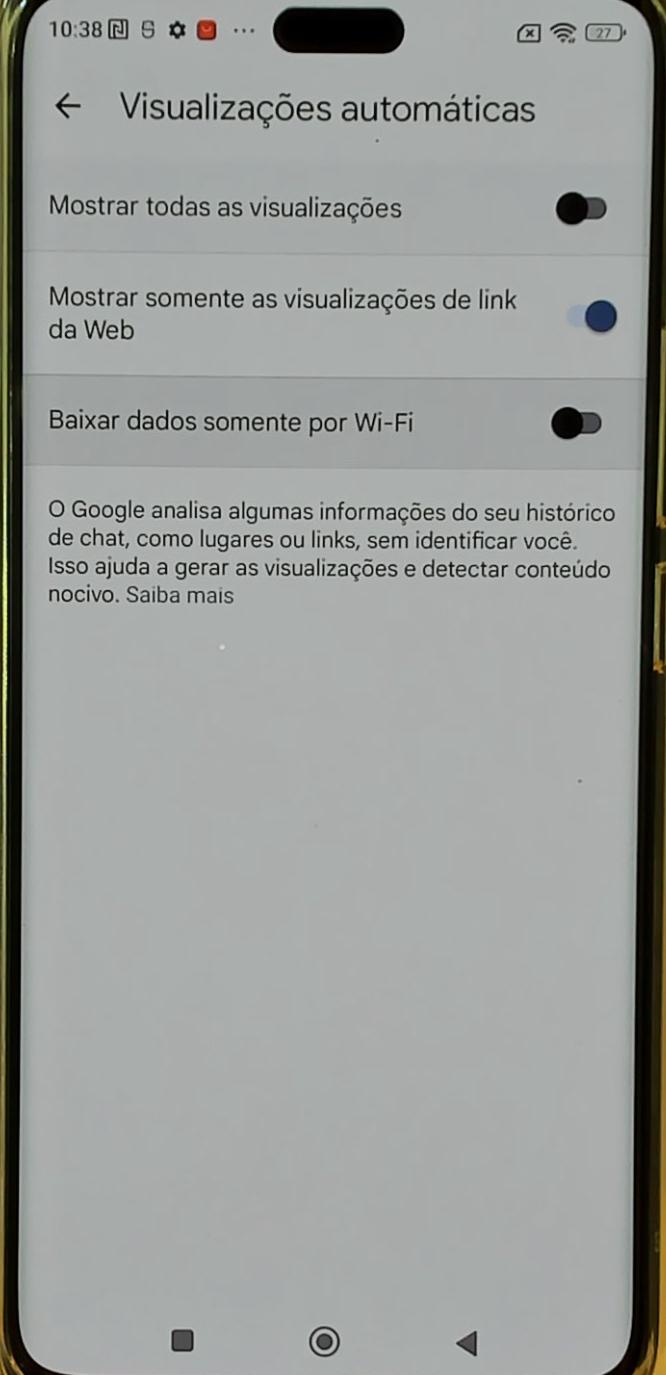 10:38
27
Visualizações automáticas
Mostrar todas as visualizações
Mostrar somente as visualizações de link
da Web
Baixar dados somente por Wi-Fi
O Google analisa algumas informações do seu histórico
de chat, como lugares ou links, sem identificar você.
Isso ajuda a gerar as visualizações e detectar conteúdo
nocivo. Saiba mais